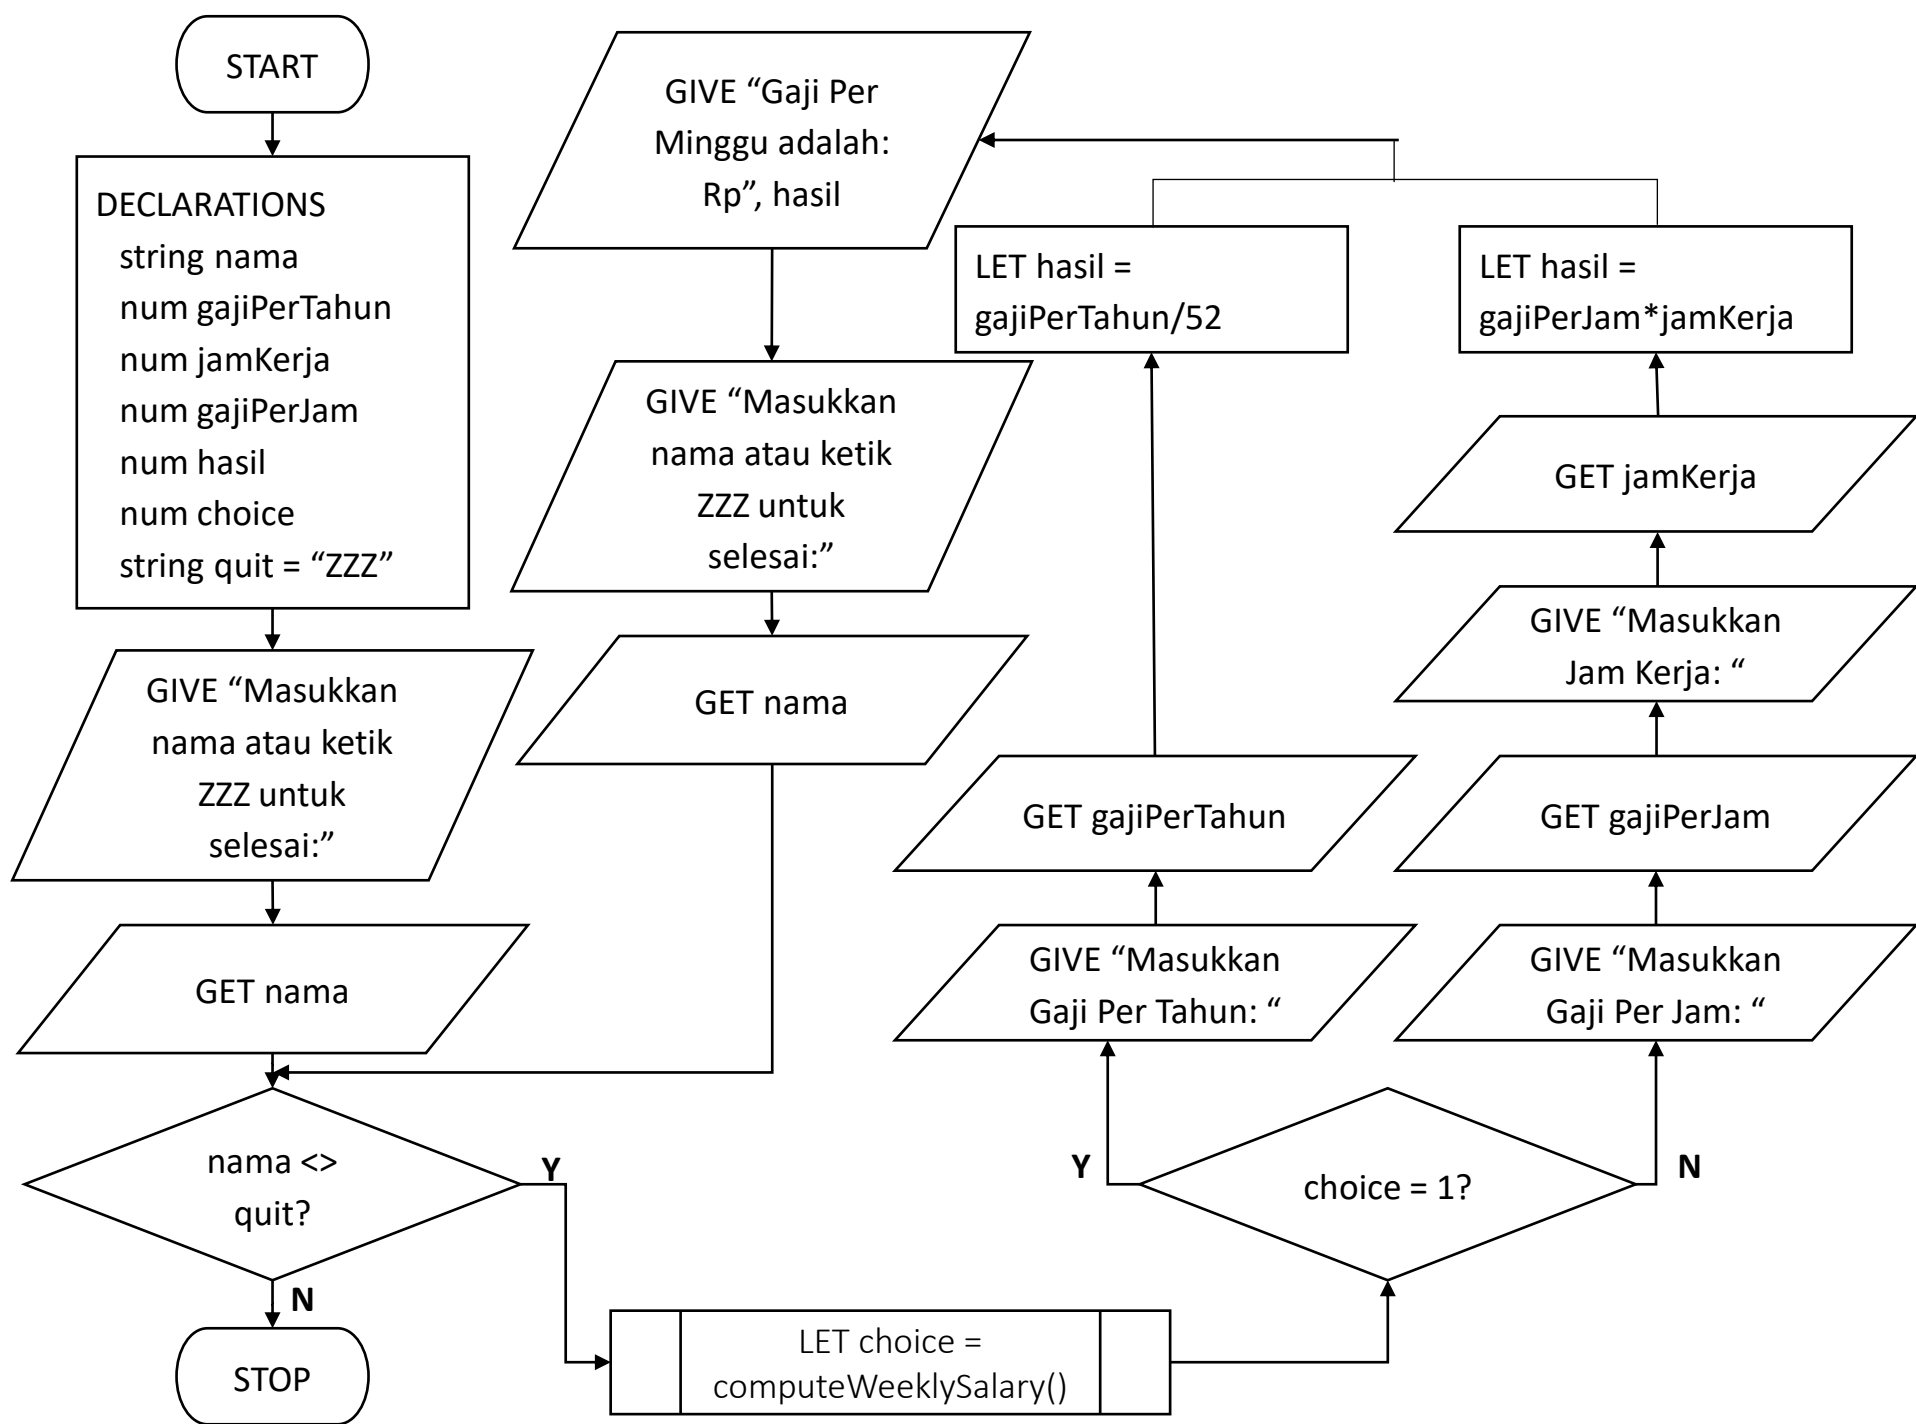 START
DECLARATIONS
string nama
num gajiPerTahun
num jamKerja
num gajiPerJam
num hasil
num choice
string quit = “ZZZ”
GIVE “Masukkan
nama atau ketik
ZZZ untuk
selesai:”
GET nama
nama <>
quit?
Y
N
STOP
LET choice =
computeWeeklySalary()
choice = 1?
Y
N
GIVE “Masukkan
Gaji Per Tahun: “
GET gajiPerTahun
LET hasil =
gajiPerTahun/52
GIVE “Masukkan
Gaji Per Jam: “
GET gajiPerJam
GIVE “Masukkan
Jam Kerja: “
GET jamKerja
LET hasil =
gajiPerJam*jamKerja
GIVE “Gaji Per
Minggu adalah:
Rp”, hasil
GIVE “Masukkan
nama atau ketik
ZZZ untuk
selesai:”
GET nama